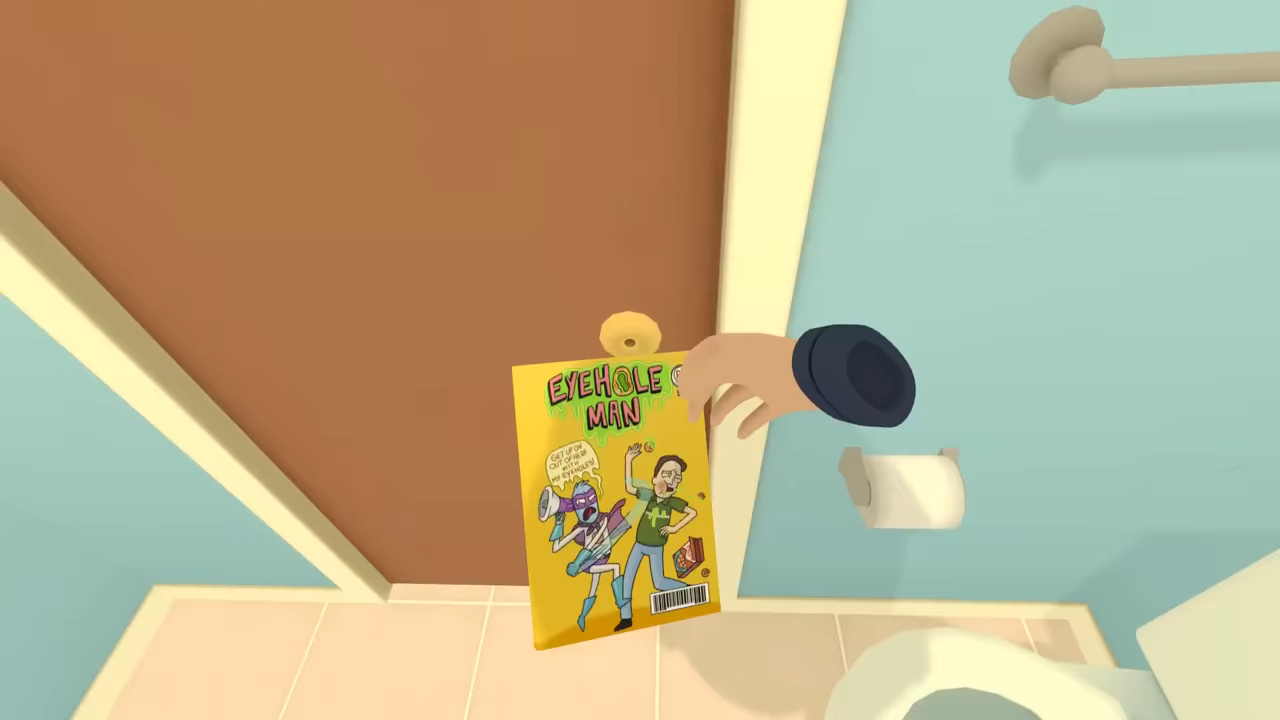 EYEHOLE
MAN
GET UP ON
OUT OF HERE
WITH
MY EYEHOLES!